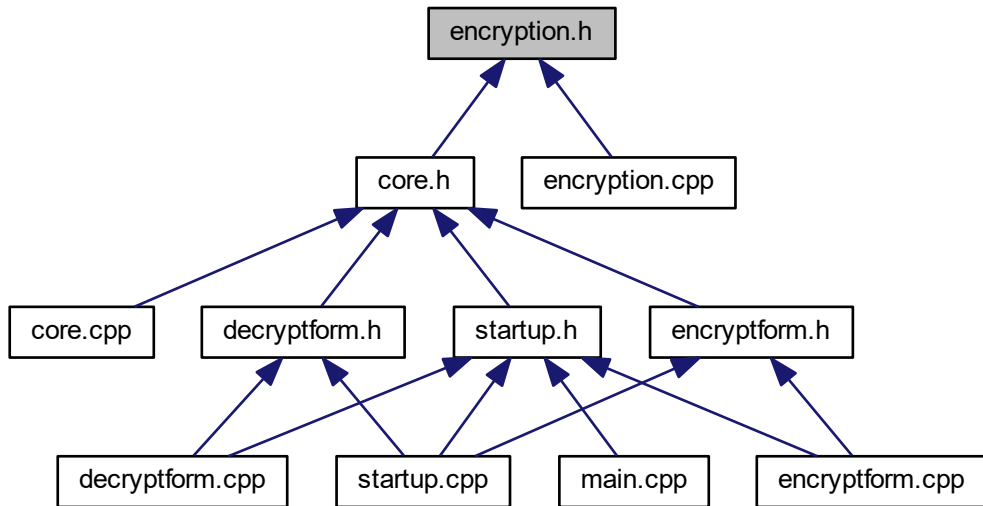 encryption.h
core.h
encryption.cpp
core.cpp
decryptform.h
startup.h
encryptform.h
decryptform.cpp
startup.cpp
main.cpp
encryptform.cpp